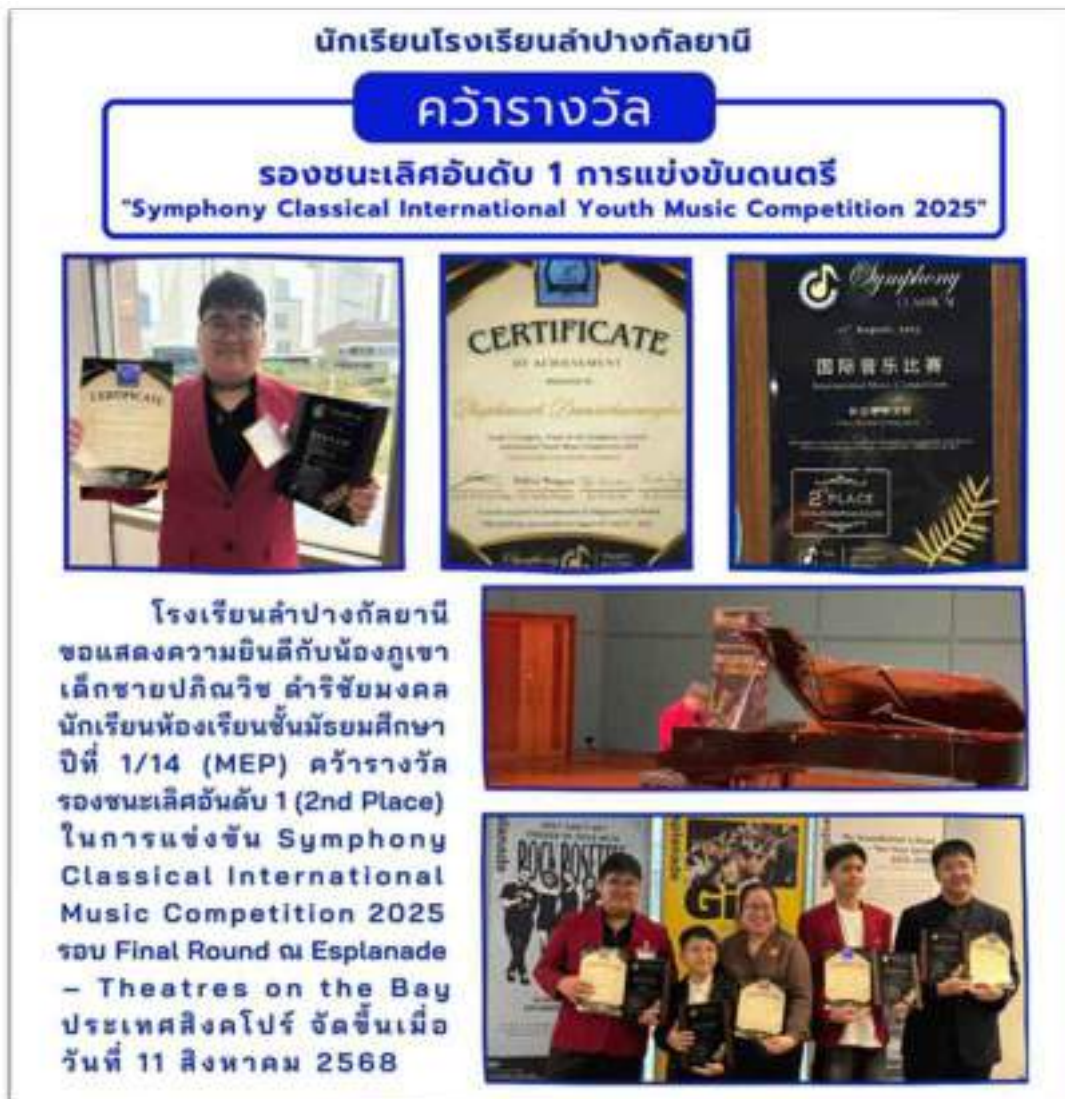 นักเรียนโรงเรียนลำปางกัลยาณี
คว้ารางวัล
รองชนะเลิศอันดับ 1 การแข่งขันดนตรี
"Symphony Classical International Youth Music Competition 2025"
CERTIFICATE
CERTIFICATE
OF ACHIEVEMENT
Symphony
CLASSICAL
国际音乐比赛
International Music Competition
2nd PLACE
โรงเรียนลำปางกัลยาณี
ขอแสดงความยินดีกับน้องภูเขา
เด็กชายปภิณวิช ดำริชัยมงคล
นักเรียนห้องเรียนชั้นมัธยมศึกษา
ปีที่ 1/14 (MEP) คว้ารางวัล
รองชนะเลิศอันดับ 1 (2nd Place)
ในการแข่งขัน Symphony
Classical International
Music Competition 2025
รอบ Final Round ณ Esplanade
– Theatres on the Bay
ประเทศสิงคโปร์ จัดขึ้นเมื่อ
วันที่ 11 สิงหาคม 2568